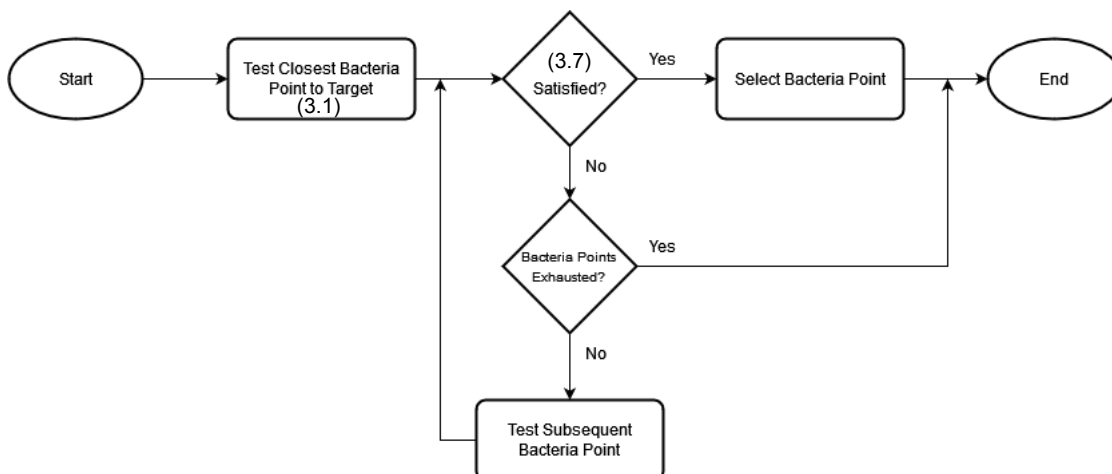 Start
Test Closest Bacteria
Point to Target
(3.1)
(3.7)
Satisfied?
Yes
Select Bacteria Point
End
No
Bacteria Points
Exhausted?
Yes
No
Test Subsequent
Bacteria Point